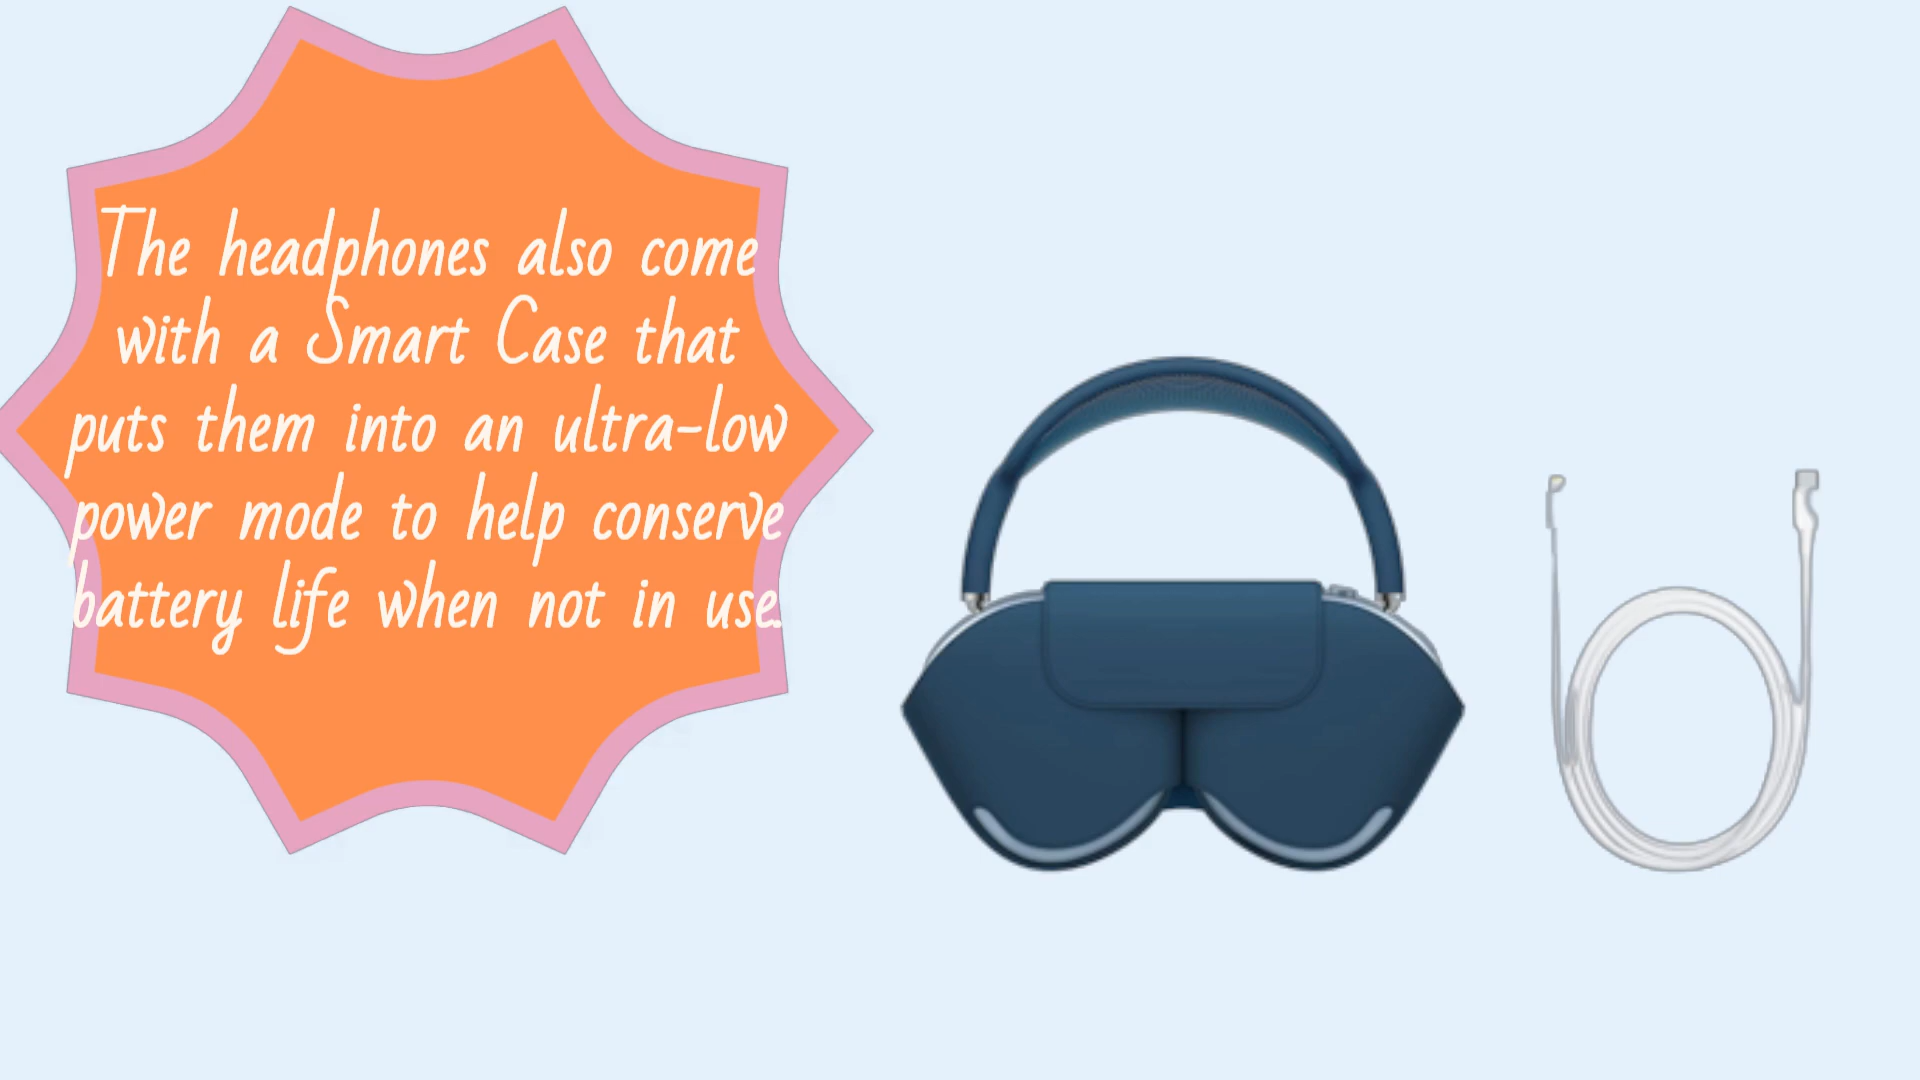 The headphones also come
with a Smart Case that
puts them into an ultra-low
power mode to help conserve
battery life when not in use.